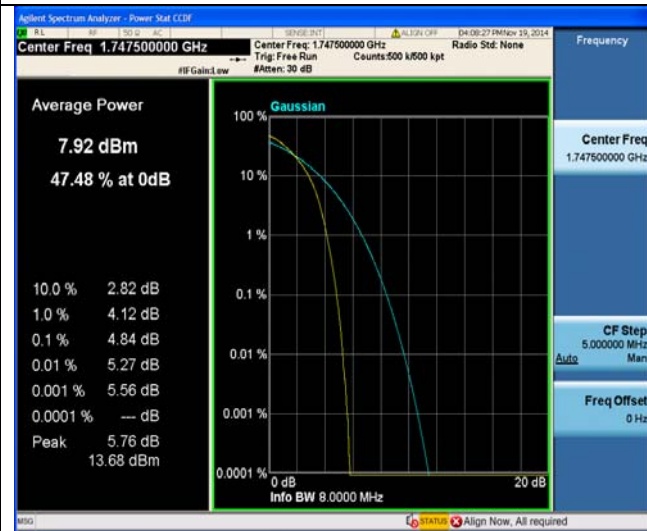 Agilent Spectrum Analyzer - Power Stat CCDF
RL RF 50 Ω AC SENSE:INT ALIGN OFF 04:08:27 PM Nov 19, 2014
Center Freq 1.747500000 GHz
Center Freq: 1.747500000 GHz Radio Std: None
Trig: Free Run Counts:500 k/500 kpt
#IFGain:Low #Atten: 30 dB
Frequency
Average Power
7.92 dBm
47.48 % at 0dB
10.0 % 2.82 dB
1.0 % 4.12 dB
0.1 % 4.84 dB
0.01 % 5.27 dB
0.001 % 5.56 dB
0.0001 % --- dB
Peak 5.76 dB
13.68 dBm
Gaussian
100 %
10 %
1 %
0.1 %
0.01 %
0.001 %
0.0001 %
0 dB 20 dB
Info BW 8.0000 MHz
Center Freq
1.747500000 GHz
CF Step
5.000000 MHz
Auto Man
Freq Offset
0 Hz
MSG STATUS Align Now, All required